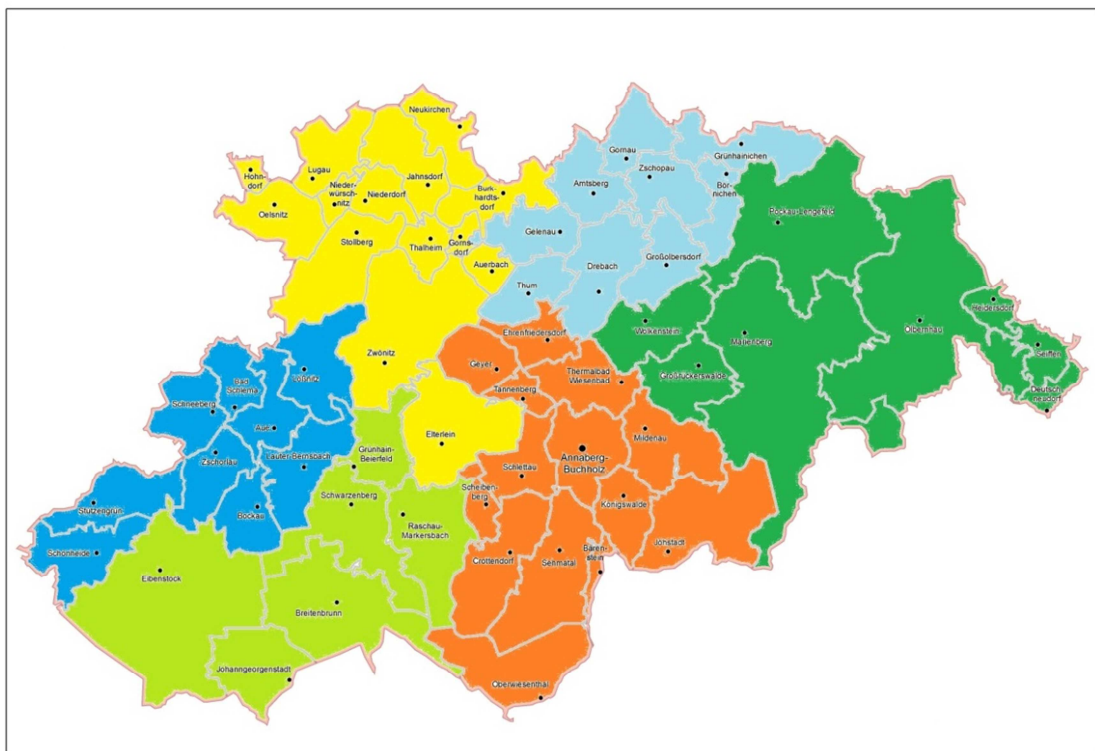 Neukirchen
Hohn-
dorf
Lugau
Nieder-
würsch-
nitz
Niederdorf
Jahnsdorf
Burk-
hardts-
dorf
Oelsnitz
Stollberg
Thalheim
Gorns-
dorf
Auerbach
Gornau
Zschopau
Grünhainichen
Amtsberg
Bör-
nichen
Gelenau
Drebach
Großolbersdorf
Thum
Pockau-Lengefeld
Wolkenstein
Marienberg
Olbernhau
Heidersdorf
Seiffen
Deutsch-
neudorf
Großrückerswalde
Ehrenfriedersdorf
Geyer
Thermalbad
Wiesenbad
Tannenberg
Zwönitz
Elterlein
Lößnitz
Bad
Schlema
Schneeberg
Aue
Zschorlau
Lauter-Bernsbach
Stützengrün
Bockau
Schönheide
Grünhain-
Beierfeld
Schwarzenberg
Raschau-
Markersbach
Eibenstock
Breitenbrunn
Johanngeorgenstadt
Annaberg-
Buchholz
Mildenau
Schlettau
Scheiben-
berg
Königswalde
Crottendorf
Sehmatal
Bären-
stein
Jöhstadt
Oberwiesenthal